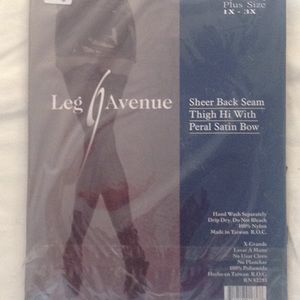 Plus Size
1X - 3X
Leg Avenue
Sheer Back Seam
Thigh Hi With
Peral Satin Bow
Hand Wash Separately
Drip Dry, Do Not Bleach
100% Nylon
Made in Taiwan R.O.C.
X-Grande
Lavar A Mano
No Usar Cloro
No Planchar
100% Poliamida
Hecho en Taiwan R.O.C.